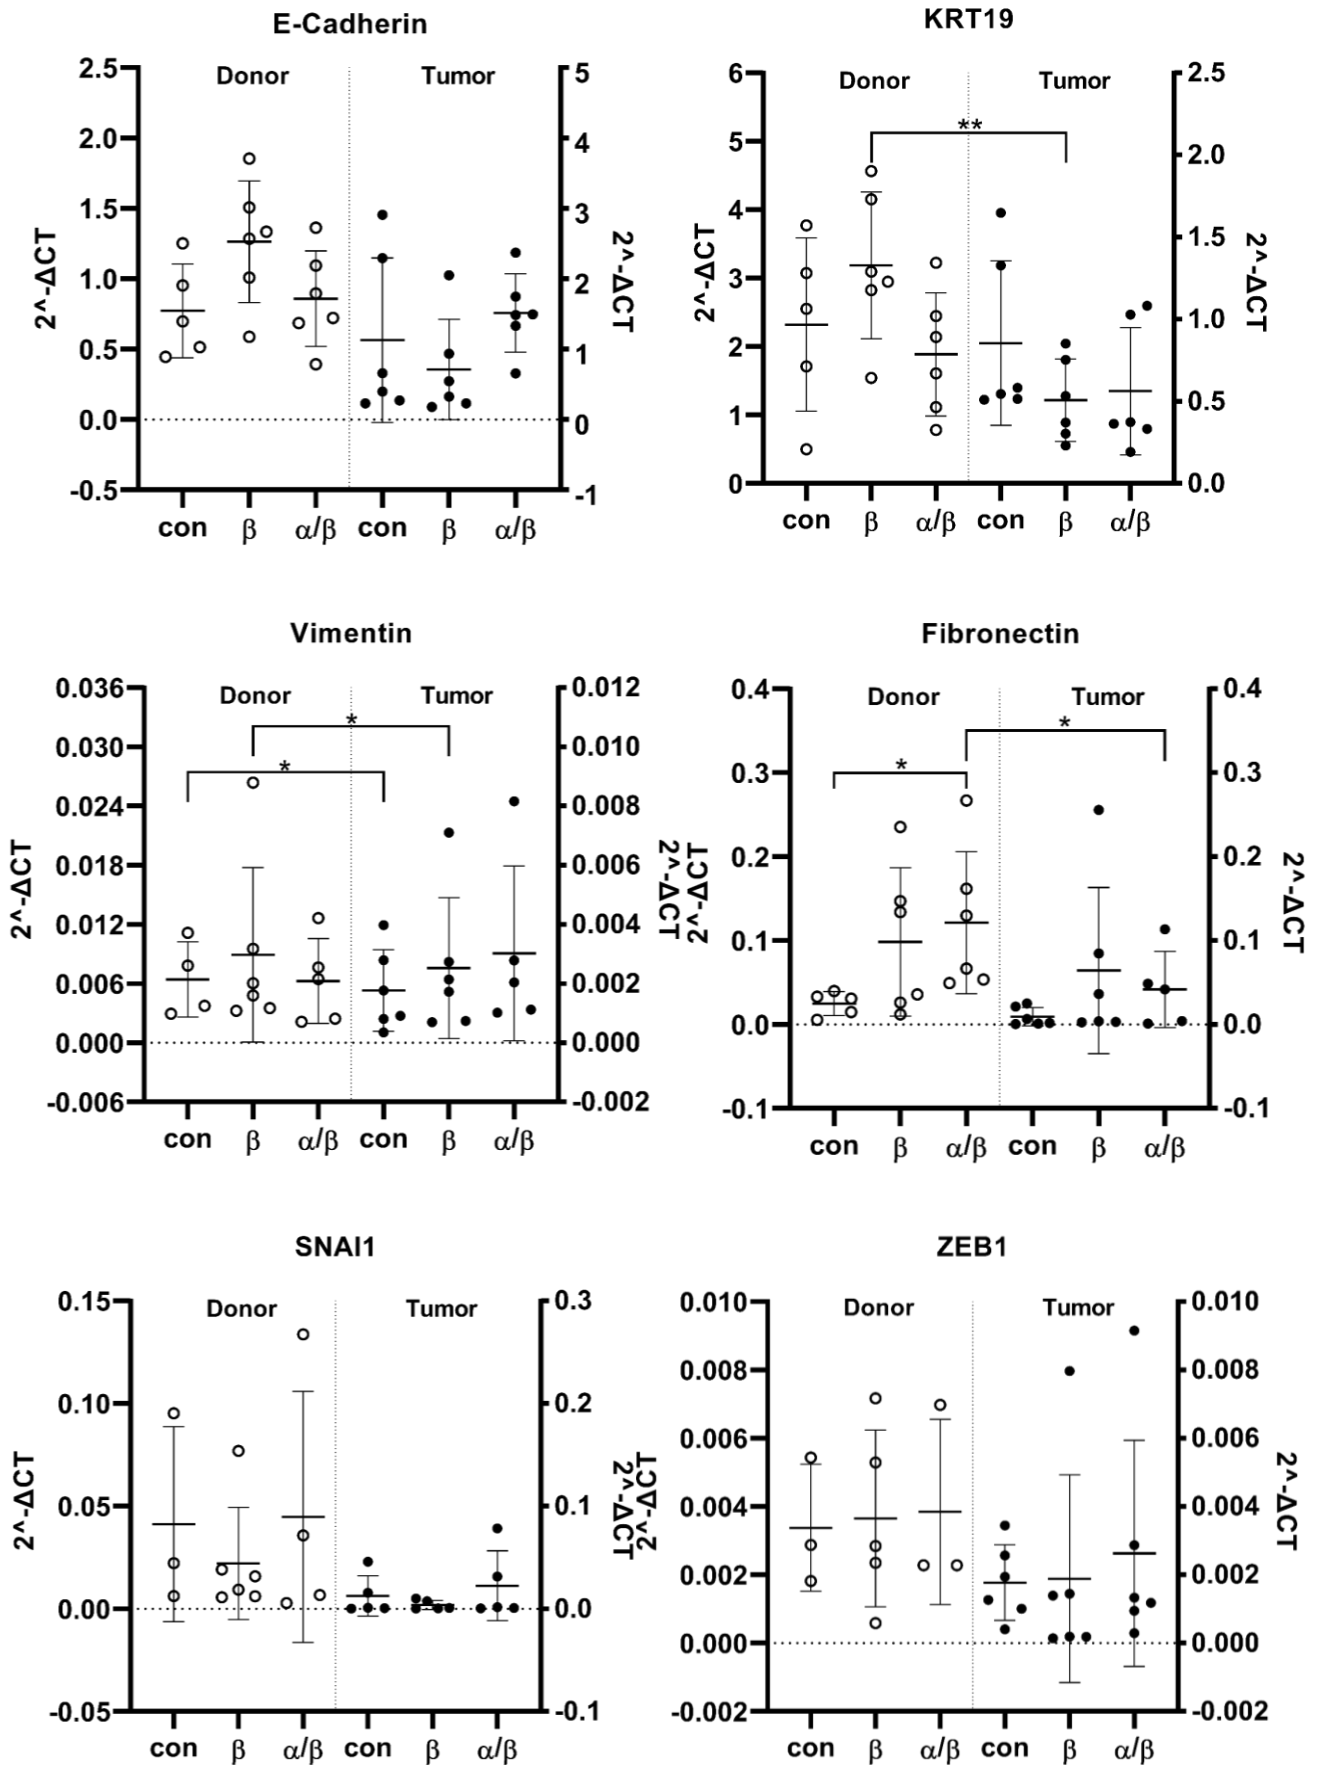 E-Cadherin
KRT19
2.5
2.0
1.5
1.0
0.5
0.0
-0.5
2^-ΔCT
Donor
Tumor
5
4
3
2
1
0
-1
2^-ΔCT
con β α/β con β α/β
6
5
4
3
2
1
0
2^-ΔCT
Donor
Tumor
**
2.5
2.0
1.5
1.0
0.5
0.0
2^-ΔCT
con β α/β con β α/β
Vimentin
Fibronectin
0.036
0.030
0.024
0.018
0.012
0.006
0.000
-0.006
2^-ΔCT
Donor
Tumor
*
*
0.012
0.010
0.008
0.006
0.004
0.002
0.000
-0.002
2^-ΔCT
con β α/β con β α/β
0.4
0.3
0.2
0.1
0.0
-0.1
2^-ΔCT
Donor
Tumor
*
*
0.4
0.3
0.2
0.1
0.0
-0.1
2^-ΔCT
con β α/β con β α/β
SNAI1
ZEB1
0.15
0.10
0.05
0.00
-0.05
2^-ΔCT
Donor
Tumor
0.3
0.2
0.1
0.0
-0.1
2^-ΔCT
con β α/β con β α/β
0.010
0.008
0.006
0.004
0.002
0.000
-0.002
2^-ΔCT
Donor
Tumor
0.010
0.008
0.006
0.004
0.002
0.000
-0.002
2^-ΔCT
con β α/β con β α/β